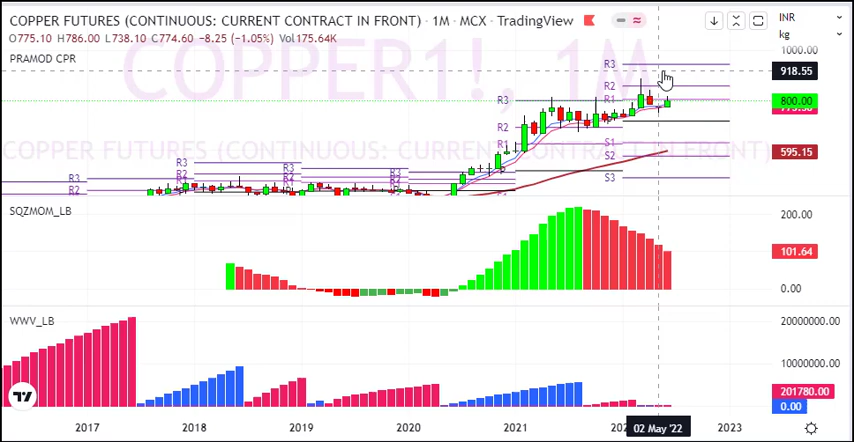 COPPER FUTURES (CONTINUOUS: CURRENT CONTRACT IN FRONT) · 1M · MCX · TradingView
O775.10 H786.00 L738.10 C774.60 −8.25 (−1.05%) Vol175.64K
INR
kg
PRAMOD CPR
COPPER1!, 1M
COPPER FUTURES (CONTINUOUS: CURRENT CONTRACT IN FRONT)
1000.00
918.55
800.00
595.15
R3
R2
R1
R3
R2
R1
S1
S2
S3
R3
R2
R3
R2
R3
R2
R3
R2
SQZMOM_LB
200.00
101.64
0.00
WWV_LB
20000000.00
10000000.00
201780.00
0.00
2017
2018
2019
2020
2021
02 May '22
2023